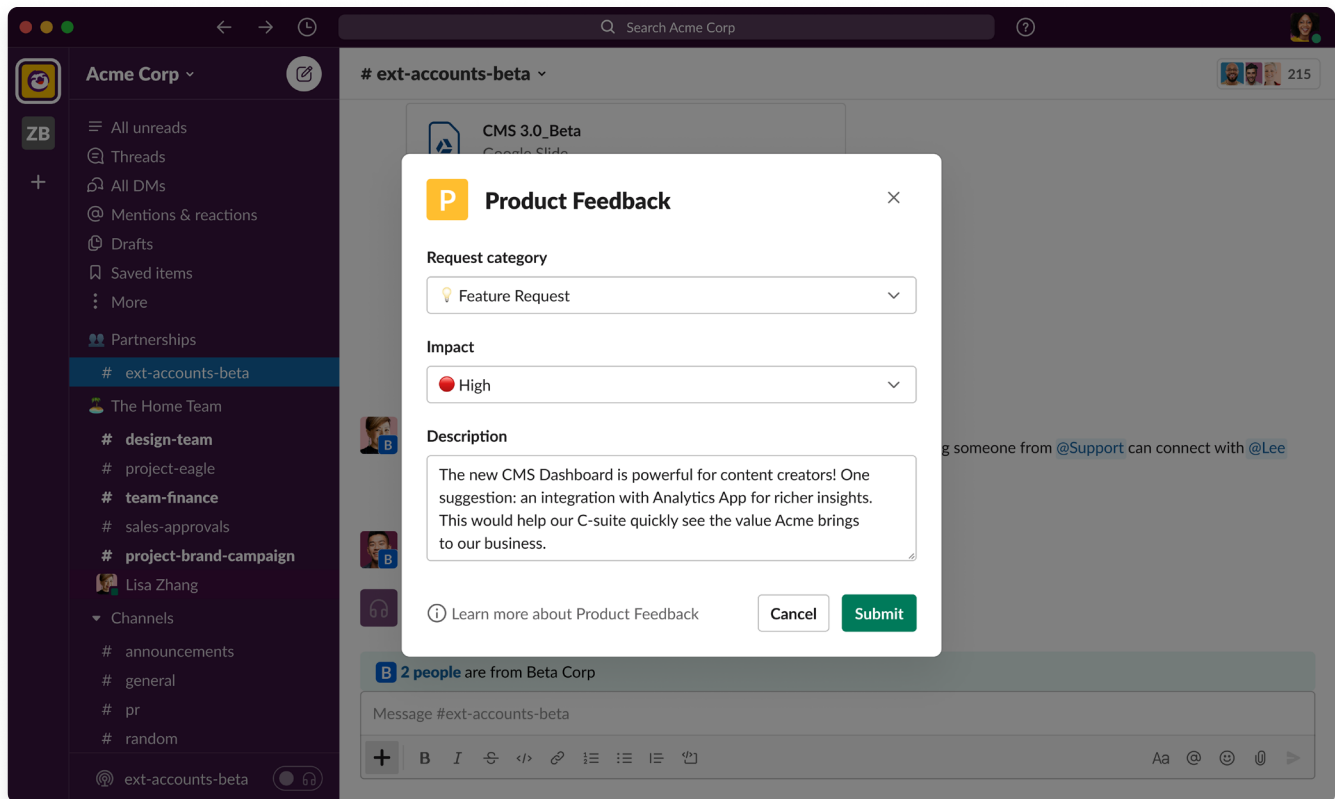 Search Acme Corp
Acme Corp
ZB
All unreads
Threads
All DMs
Mentions & reactions
Drafts
Saved items
More
Partnerships
# ext-accounts-beta
The Home Team
# design-team
# project-eagle
# team-finance
# sales-approvals
# project-brand-campaign
Lisa Zhang
Channels
# announcements
# general
# pr
# random
ext-accounts-beta
# ext-accounts-beta
215
CMS 3.0_Beta
Google Slide
P Product Feedback
Request category
Feature Request
Impact
High
Description
The new CMS Dashboard is powerful for content creators! One
suggestion: an integration with Analytics App for richer insights.
This would help our C-suite quickly see the value Acme brings
to our business.
Learn more about Product Feedback
Cancel
Submit
B
g someone from @Support can connect with @Lee
B
B 2 people are from Beta Corp
Message #ext-accounts-beta
B I S </>
Aa @